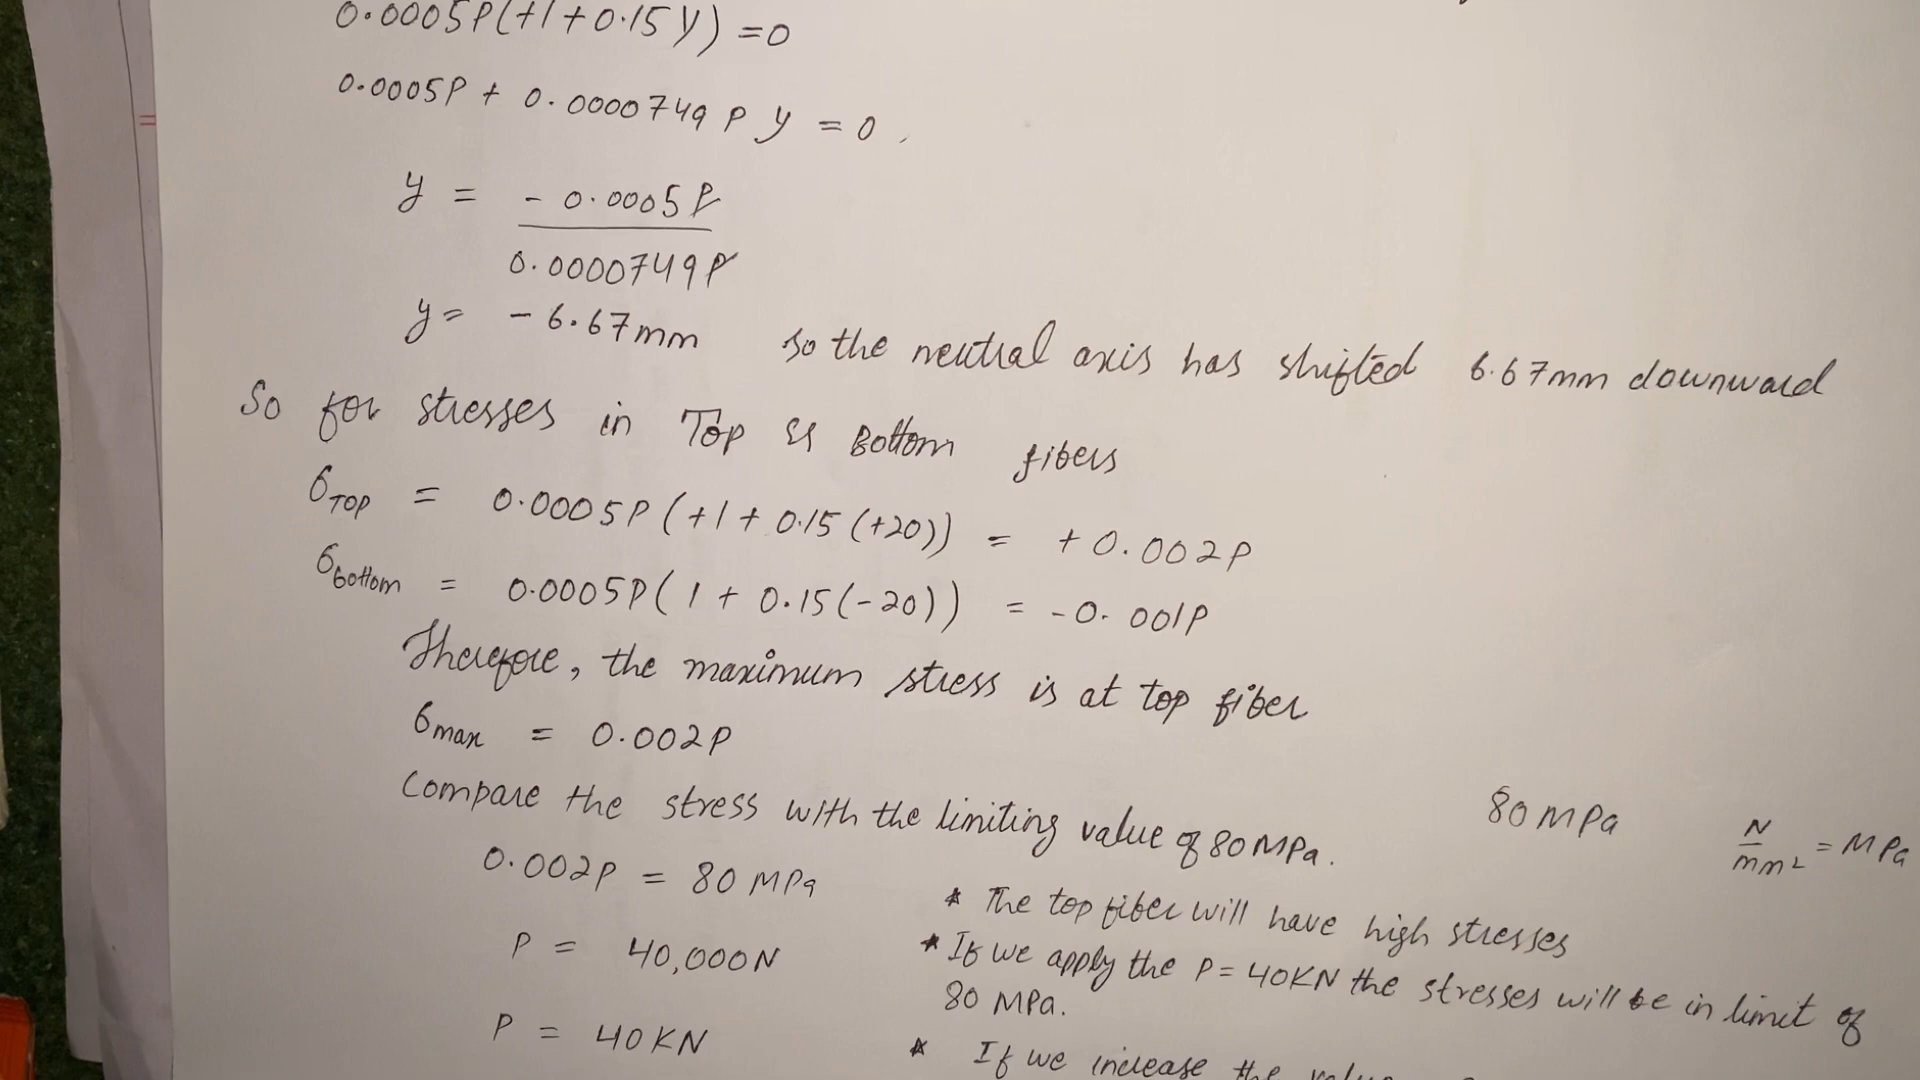 0.0005P(+1+0.15y) =0
0.0005P + 0.0000749 P y = 0
y = - 0.0005P
0.0000749P
y= - 6.67mm so the neutral axis has shifted 6.67mm downward
So for stresses in Top & Bottom fibers
σTOP = 0.0005P (+1 + 0.15 (+20)) = + 0.002P
σbottom = 0.0005P( 1 + 0.15(-20)) = -0.001P
Therefore, the maximum stress is at top fiber
σmax = 0.002P
Compare the stress with the limiting value of 80MPa.
80 MPa N/mm2 = MPa
0.002P = 80 MPa
P = 40,000N
P = 40KN
* The top fiber will have high stresses
* If we apply the P=40KN the stresses will be in limit of
80 MPa.
* If we increase the